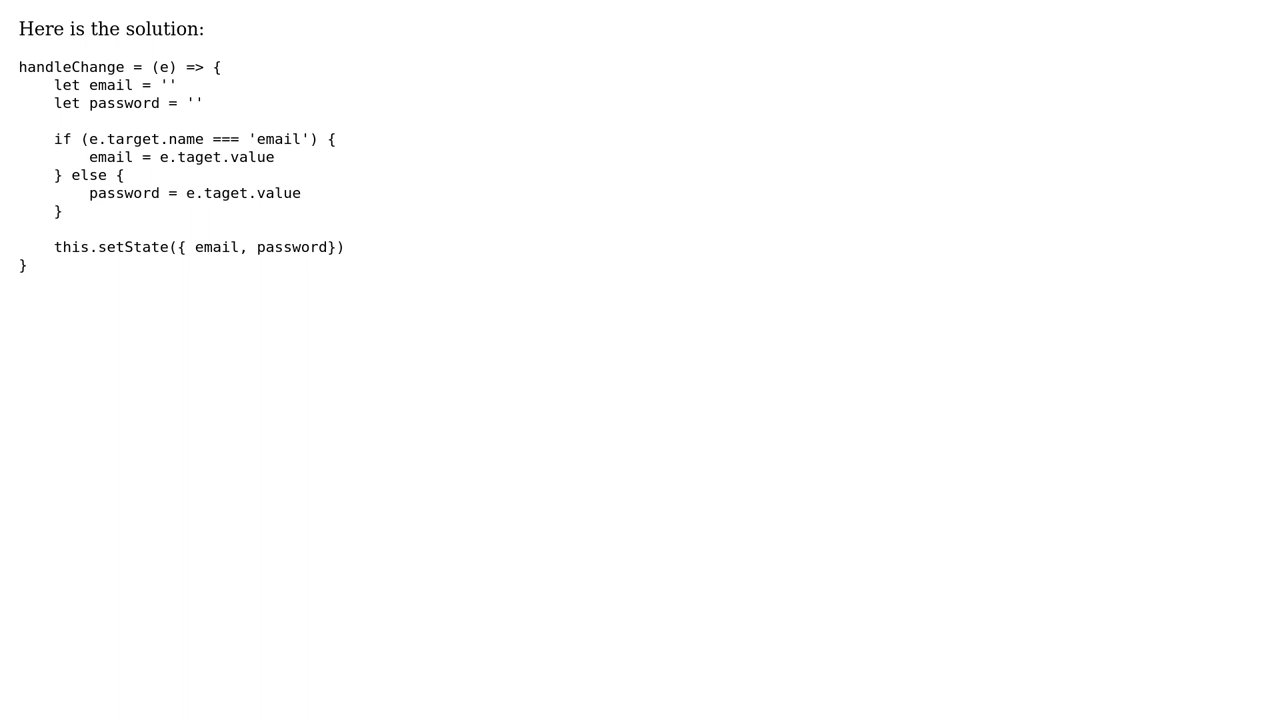 Here is the solution:
handleChange = (e) => {
    let email = ''
    let password = ''
    if (e.target.name === 'email') {
        email = e.taget.value
    } else {
        password = e.taget.value
    }
    this.setState({ email, password})
}